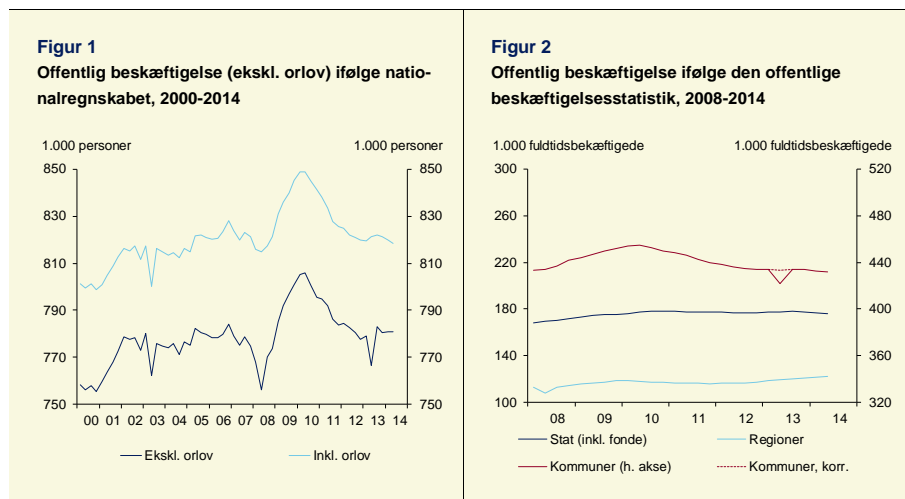 Figur 1
Offentlig beskæftigelse (ekskl. orlov) ifølge natio-
nalregnskabet, 2000-2014
1.000 personer 1.000 personer
850 850
830 830
810 810
790 790
770 770
750 750
00 01 02 03 04 05 06 07 08 09 10 11 12 13 14
Ekskl. orlov Inkl. orlov
Figur 2
Offentlig beskæftigelse ifølge den offentlige
beskæftigelsesstatistik, 2008-2014
1.000 fuldtidsbekæftigede 1.000 fuldtidsbeskæftigede
300 520
260 480
220 440
180 400
140 360
100 320
08 09 10 11 12 13 14
Stat (inkl. fonde) Regioner
Kommuner (h. akse) Kommuner, korr.